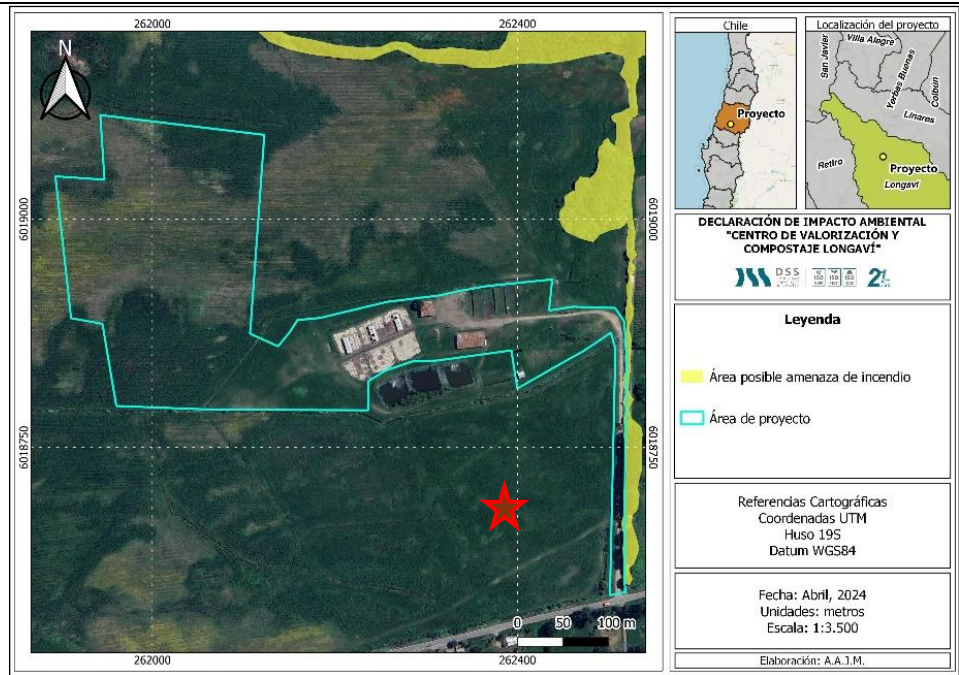 262000
262400
N
6019000
6019000
6018750
6018750
0 50 100 m
262000
262400
Chile
Proyecto
Localización del proyecto
San Javier
Villa Alegre
Yerbas Buenas
Colbún
Linares
Retiro
Proyecto
Longaví
DECLARACIÓN DE IMPACTO AMBIENTAL
"CENTRO DE VALORIZACIÓN Y
COMPOSTAJE LONGAVÍ"
DSS
ISO
ISO
ISO
Leyenda
Área posible amenaza de incendio
Área de proyecto
Referencias Cartográficas
Coordenadas UTM
Huso 19S
Datum WGS84
Fecha: Abril, 2024
Unidades: metros
Escala: 1:3.500
Elaboración: A.A.J.M.